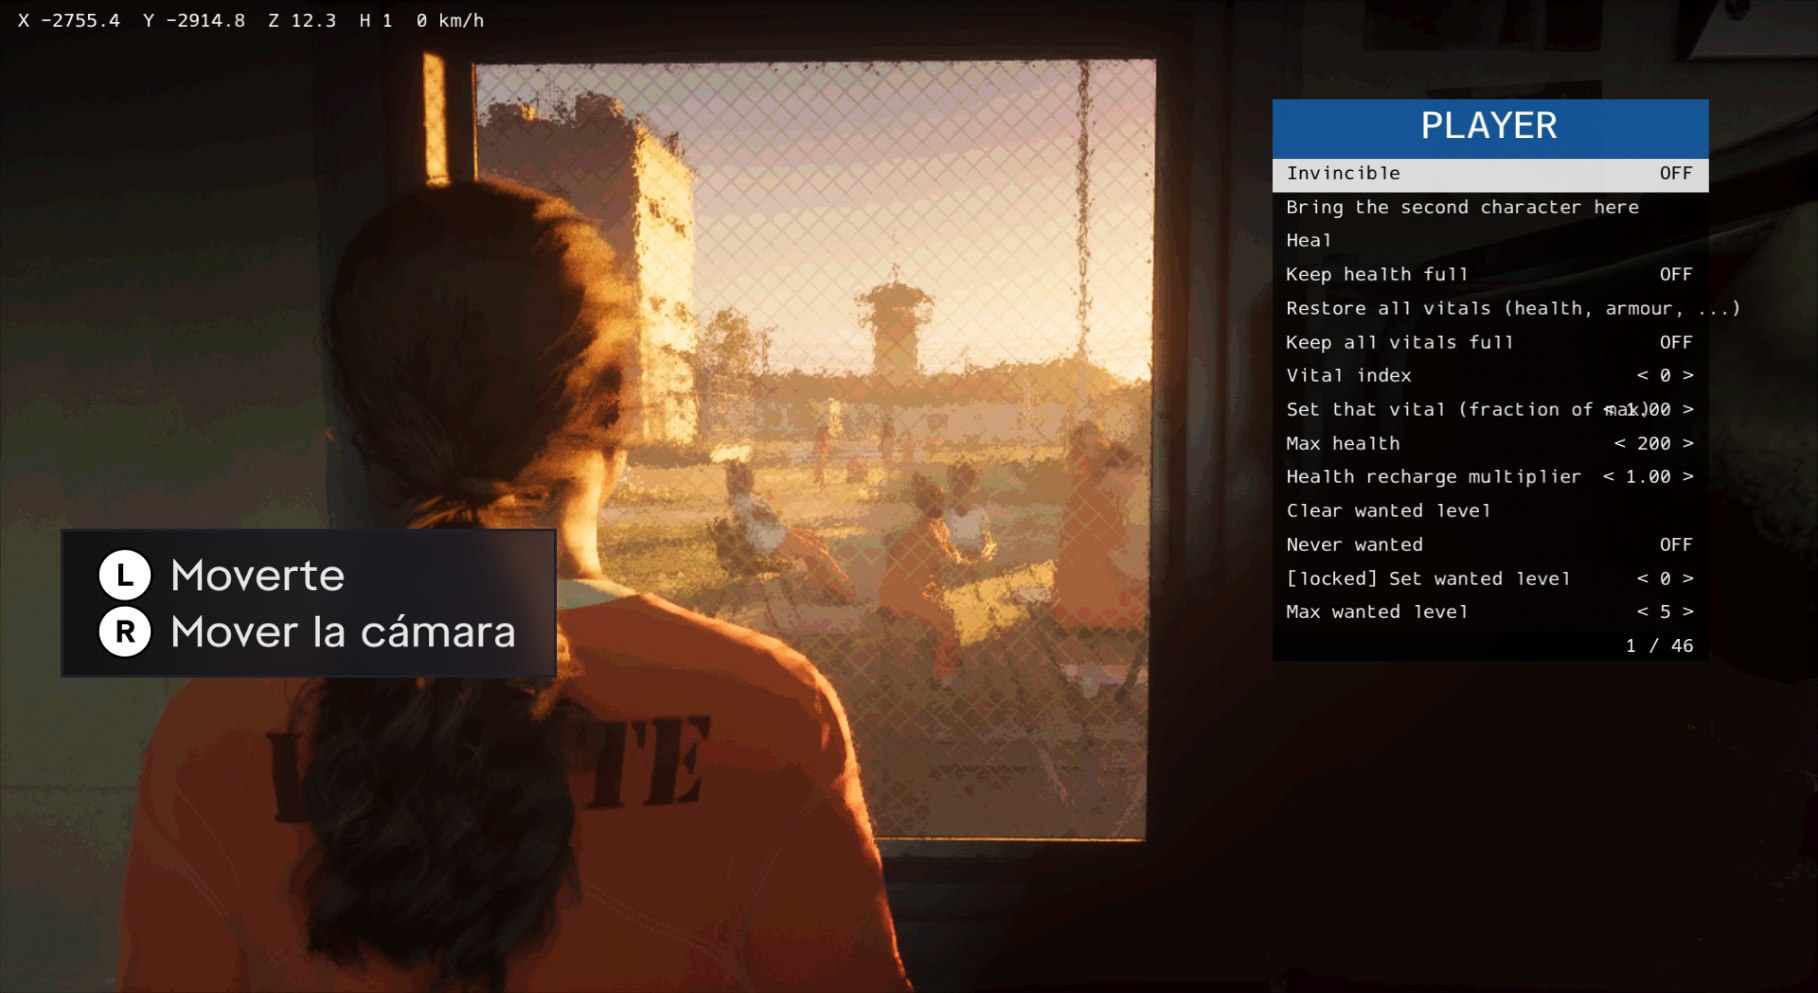 X -2755.4 Y -2914.8 Z 12.3 H 1 0 km/h
PLAYER
Invincible OFF
Bring the second character here
Heal
Keep health full OFF
Restore all vitals (health, armour, ...)
Keep all vitals full OFF
Vital index < 0 >
Set that vital (fraction of max) < 1.00 >
Max health < 200 >
Health recharge multiplier < 1.00 >
Clear wanted level
Never wanted OFF
[locked] Set wanted level < 0 >
Max wanted level < 5 >
1 / 46
L Moverte
R Mover la cámara